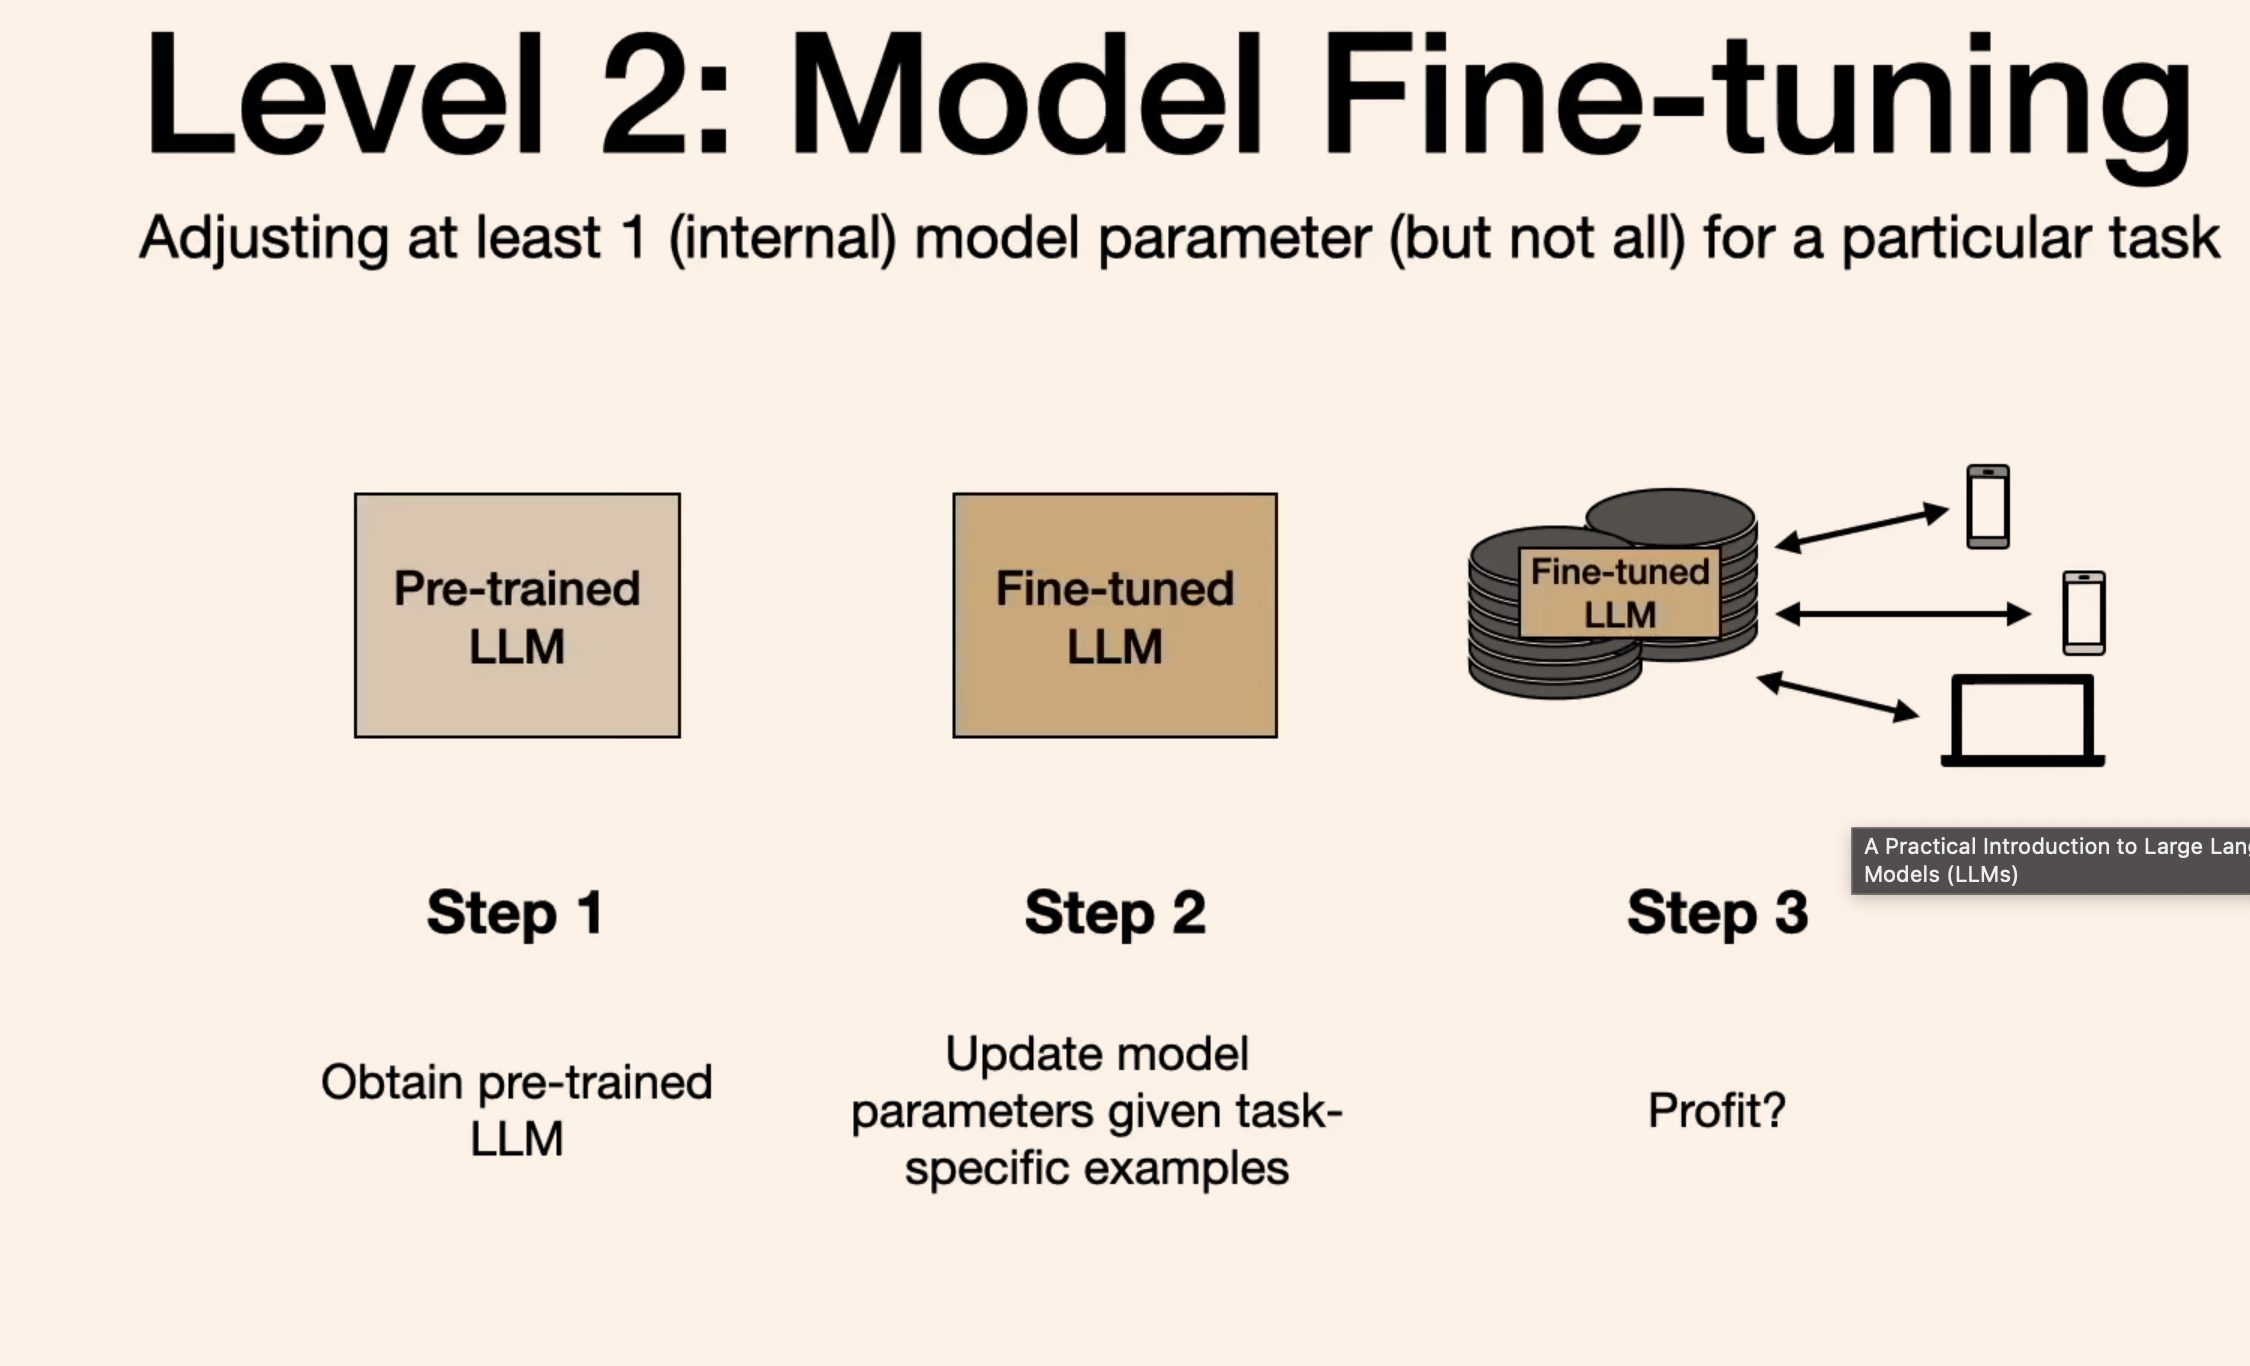 Level 2: Model Fine-tuning
Adjusting at least 1 (internal) model parameter (but not all) for a particular task
Pre-trained
LLM
Fine-tuned
LLM
Fine-tuned
LLM
A Practical Introduction to Large
Models (LLMs)
Step 1
Step 2
Step 3
Obtain pre-trained
LLM
Update model
parameters given task-
specific examples
Profit?